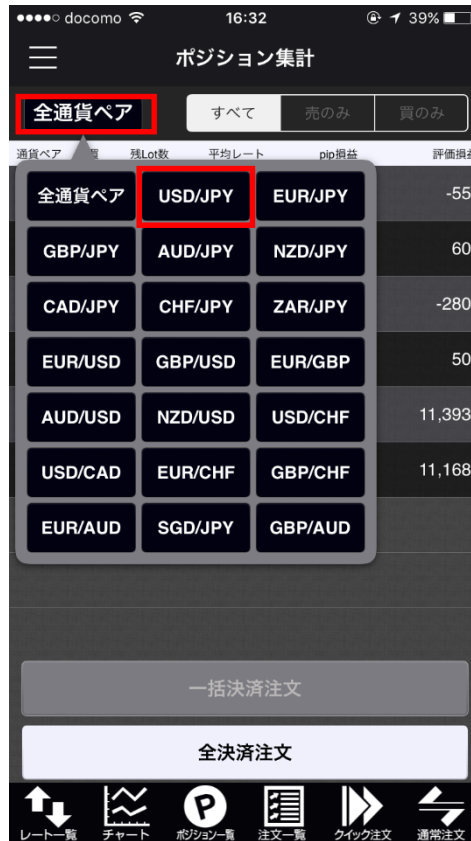 docomo 16:32 39%
ポジション集計
全通貨ペア すべて 売のみ 買のみ
通貨ペア 残Lot数 平均レート pip損益 評価損
全通貨ペア USD/JPY EUR/JPY -55
GBP/JPY AUD/JPY NZD/JPY 60
CAD/JPY CHF/JPY ZAR/JPY -280
EUR/USD GBP/USD EUR/GBP 50
AUD/USD NZD/USD USD/CHF 11,393
USD/CAD EUR/CHF GBP/CHF 11,168
EUR/AUD SGD/JPY GBP/AUD
一括決済注文
全決済注文
レート一覧 チャート ポジション一覧 注文一覧 クイック注文 通常注文